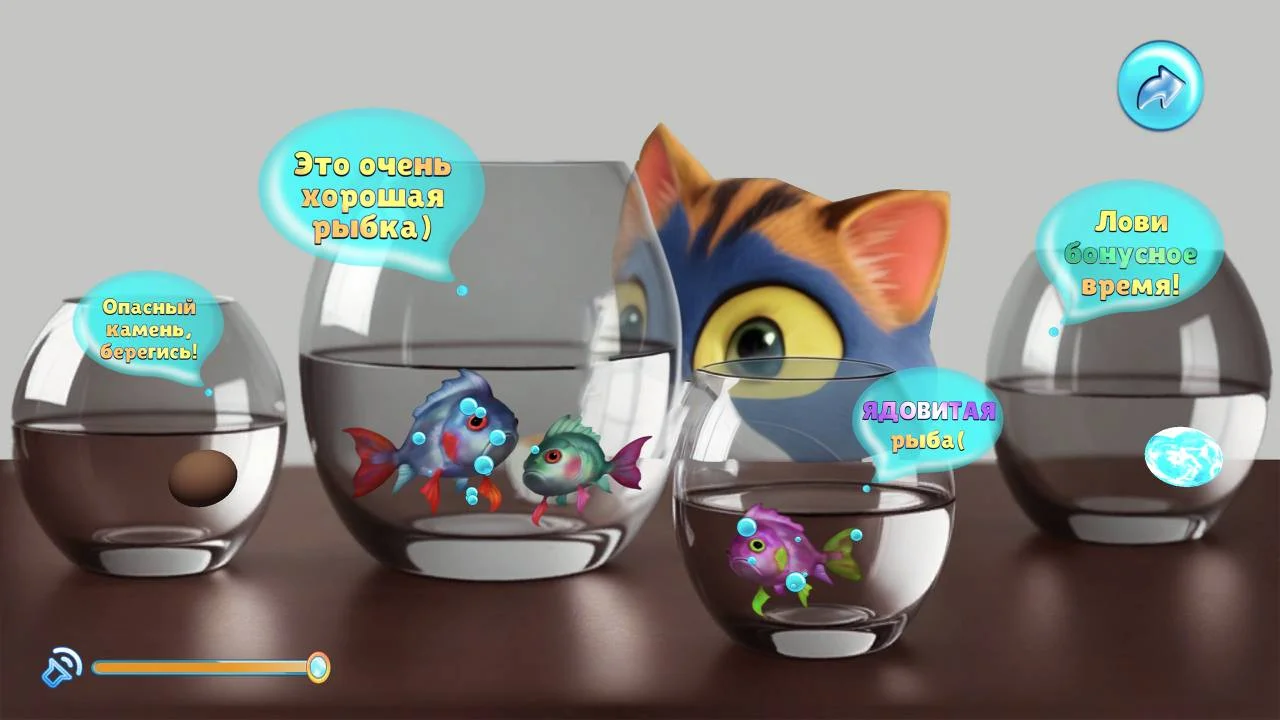 Это очень
хорошая
рыбка)
Опасный
камень,
берегись!
ЯДОВИТАЯ
рыба(
Лови
бонусное
время!